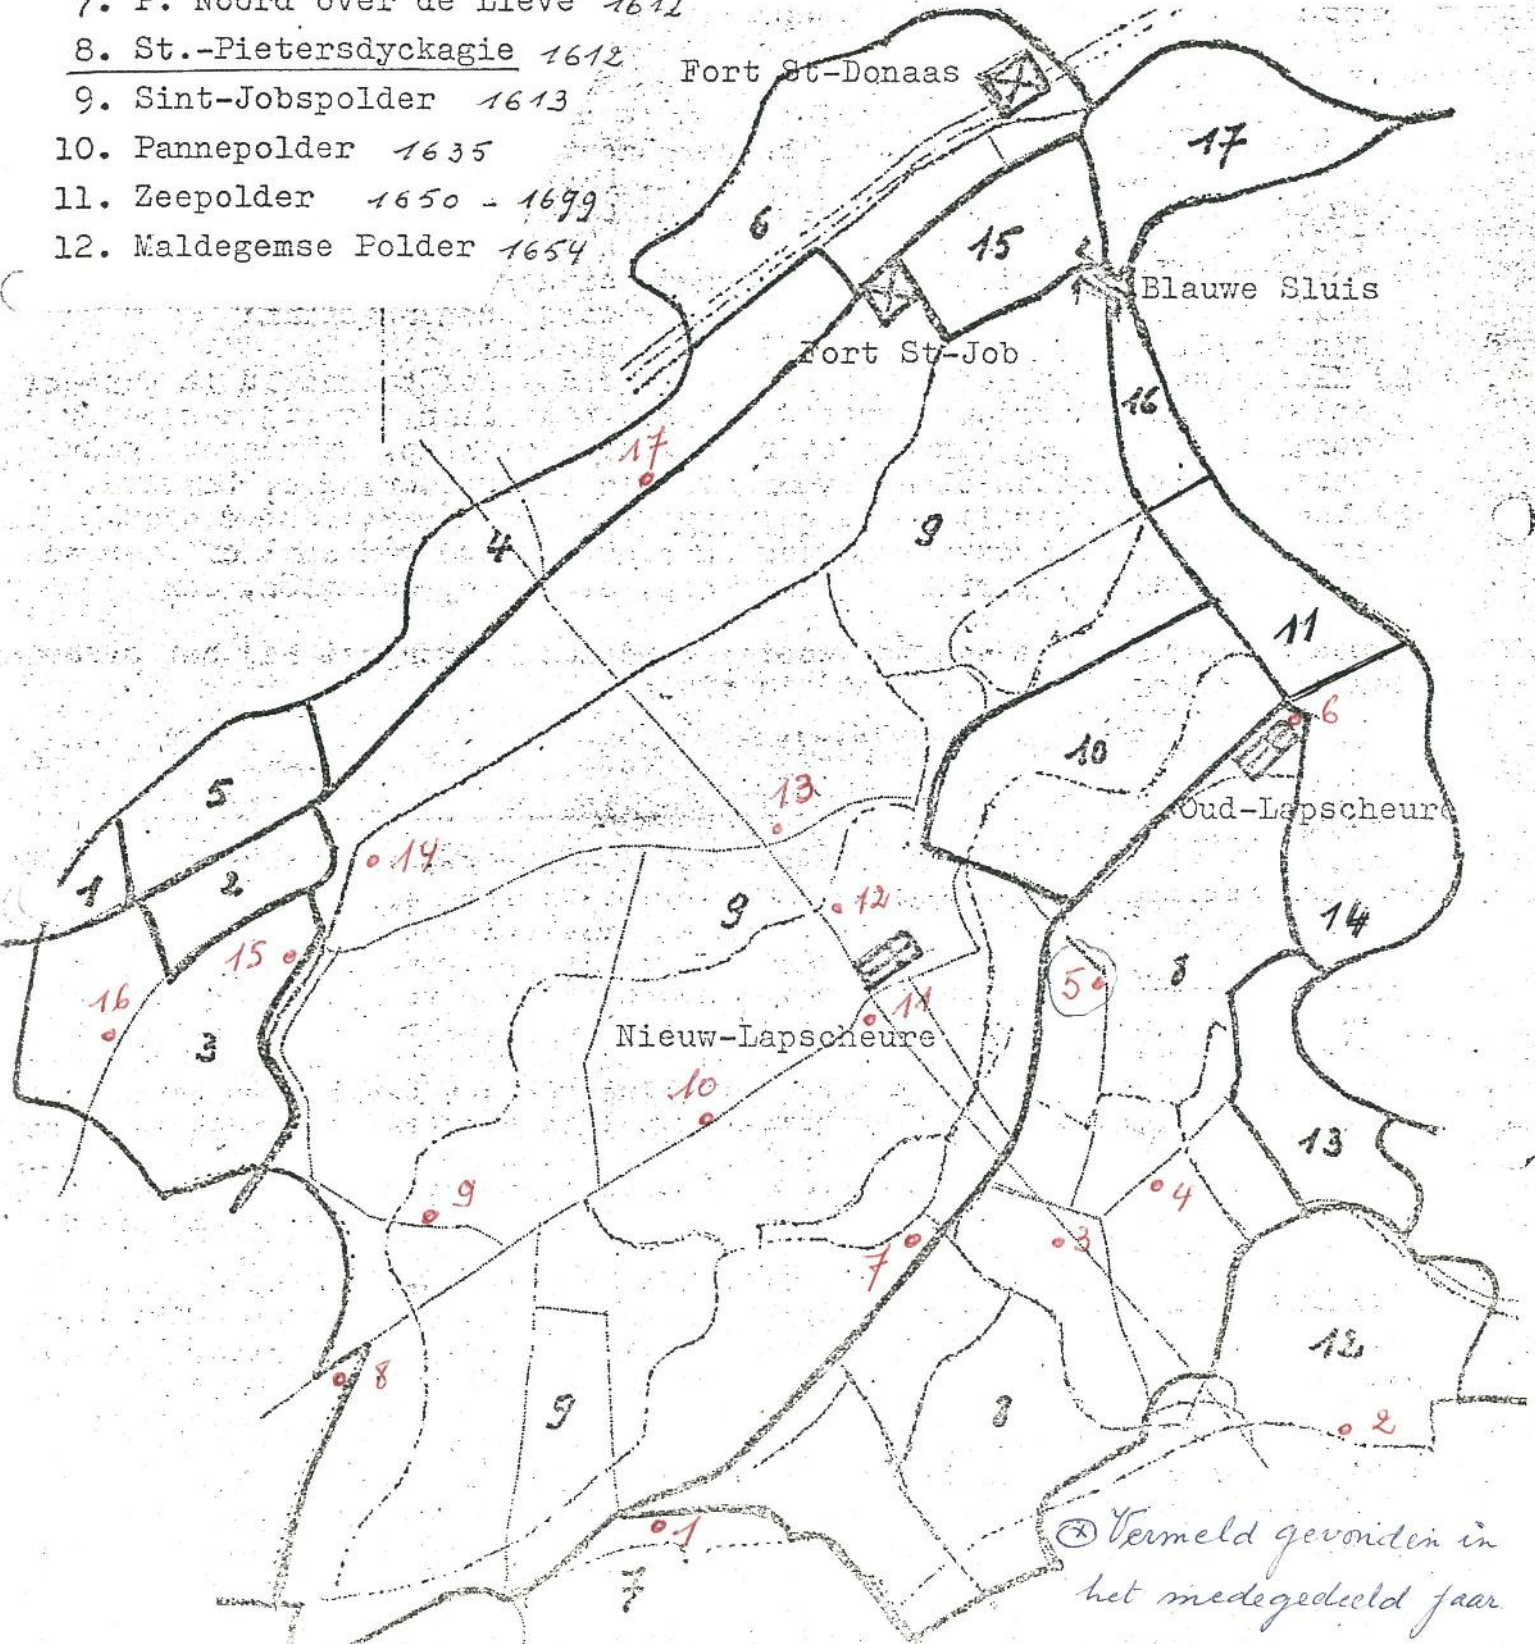 7. P. Noord over de Lieve 1612
8. St.-Pietersdyckagie 1612
9. Sint-Jobspolder 1613
10. Pannepolder 1635
11. Zeepolder 1650 - 1699
12. Maldegemse Polder 1654
Fort St-Donaas
17
6
15
Blauwe Sluis
Fort St-Job
16
17
4
9
11
6
10
5
13
Oud-Lapscheure
14
1
2
9
12
14
15
5
8
16
11
3
Nieuw-Lapscheure
10
13
9
4
3
7
12
8
9
8
2
1
7
Vermeld gevonden in
het medegedeeld jaar